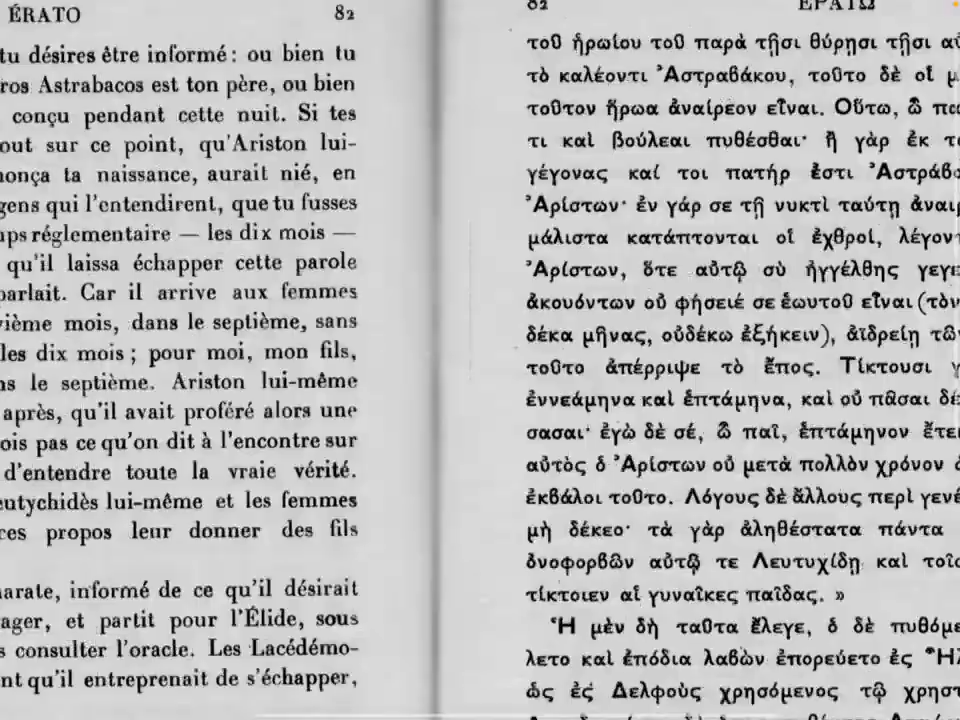 ÉRATO 82
tu désires être informé : ou bien tu
ros Astrabacos est ton père, ou bien
conçu pendant cette nuit. Si tes
out sur ce point, qu'Ariston lui-
nonça ta naissance, aurait nié, en
gens qui l'entendirent, que tu fusses
ps réglementaire — les dix mois —
qu'il laissa échapper cette parole
parlait. Car il arrive aux femmes
vième mois, dans le septième, sans
les dix mois ; pour moi, mon fils,
ns le septième. Ariston lui-même
après, qu'il avait proféré alors une
ois pas ce qu'on dit à l'encontre sur
d'entendre toute la vraie vérité.
eutychidès lui-même et les femmes
ces propos leur donner des fils
arate, informé de ce qu'il désirait
ager, et partit pour l'Élide, sous
s consulter l'oracle. Les Lacédémo-
nt qu'il entreprenait de s'échapper,
82 ΕΡΑΤΩ
τοῦ ἡρωίου τοῦ παρὰ τῇσι θύρῃσι τῇσι αὐ
τὸ καλέοντι Ἀστραβάκου, τοῦτο δὲ οἱ μ
τοῦτον ἥρωα ἀναίρεον εἶναι. Οὕτω, ὦ πα
τι καὶ βούλεαι πυθέσθαι· ἢ γὰρ ἐκ το
γέγονας καί τοι πατήρ ἐστι Ἀστράβα
Ἀρίστων· ἐν γάρ σε τῇ νυκτὶ ταύτῃ ἀναιρ
μάλιστα κατάπτονται οἱ ἐχθροί, λέγοντ
Ἀρίστων, ὅτε αὐτῷ σὺ ἠγγέλθης γεγε
ἀκουόντων οὐ φήσειέ σε ἑωυτοῦ εἶναι (τὸν
δέκα μῆνας, οὐδέκω ἐξήκειν), ἀϊδρείῃ τῶν
τοῦτο ἀπέρριψε τὸ ἔπος. Τίκτουσι γ
ἐννεάμηνα καὶ ἑπτάμηνα, καὶ οὐ πᾶσαι δέ
σασαι· ἐγὼ δὲ σέ, ὦ παῖ, ἑπτάμηνον ἔτε
αὐτὸς ὁ Ἀρίστων οὐ μετὰ πολλὸν χρόνον
ἐκβάλοι τοῦτο. Λόγους δὲ ἄλλους περὶ γενέ
μὴ δέκεο· τὰ γὰρ ἀληθέστατα πάντα
ὀνοφορβῶν αὐτῷ τε Λευτυχίδῃ καὶ τοῖσ
τίκτοιεν αἱ γυναῖκες παῖδας. »
Ἡ μὲν δὴ ταῦτα ἔλεγε, ὁ δὲ πυθόμε
λετο καὶ ἐπόδια λαβὼν ἐπορεύετο ἐς Ἦλ
ὡς ἐς Δελφοὺς χρησόμενος τῷ χρηστ